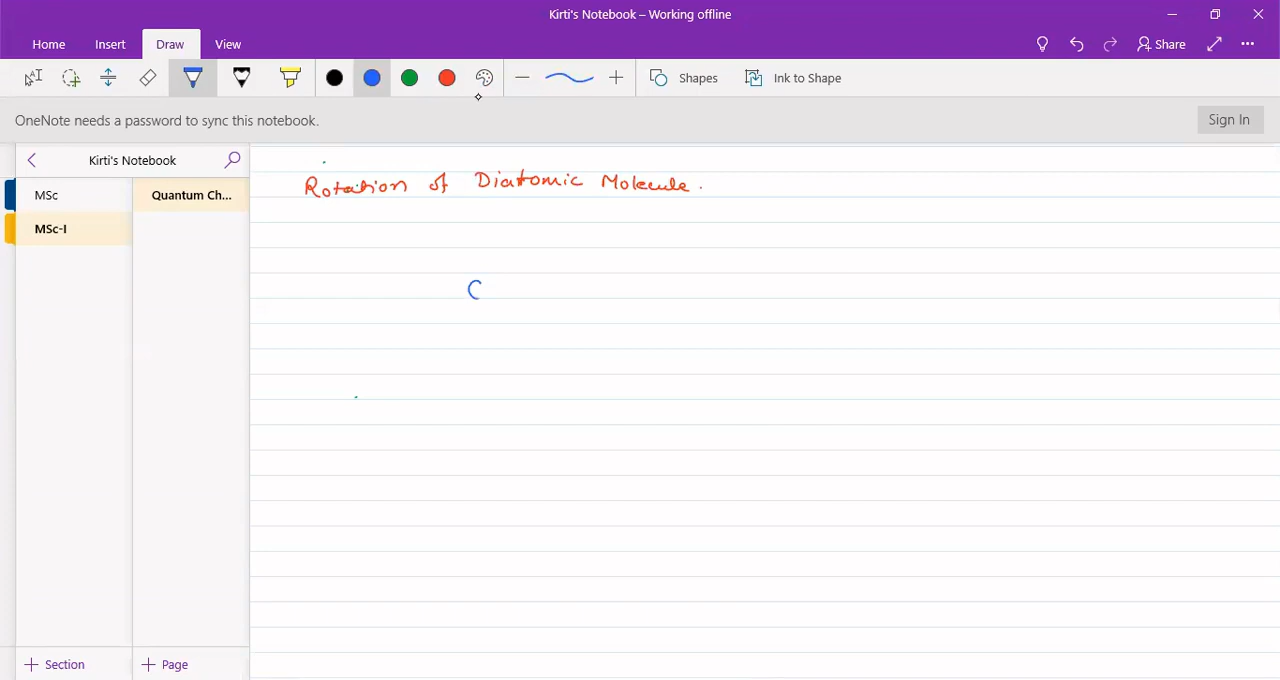 Kirti's Notebook – Working offline
Home Insert Draw View Share
Shapes Ink to Shape
OneNote needs a password to sync this notebook. Sign In
Kirti's Notebook
MSc
MSc-I
Quantum Ch...
Rotation of Diatomic Molecule.
C
Section
Page